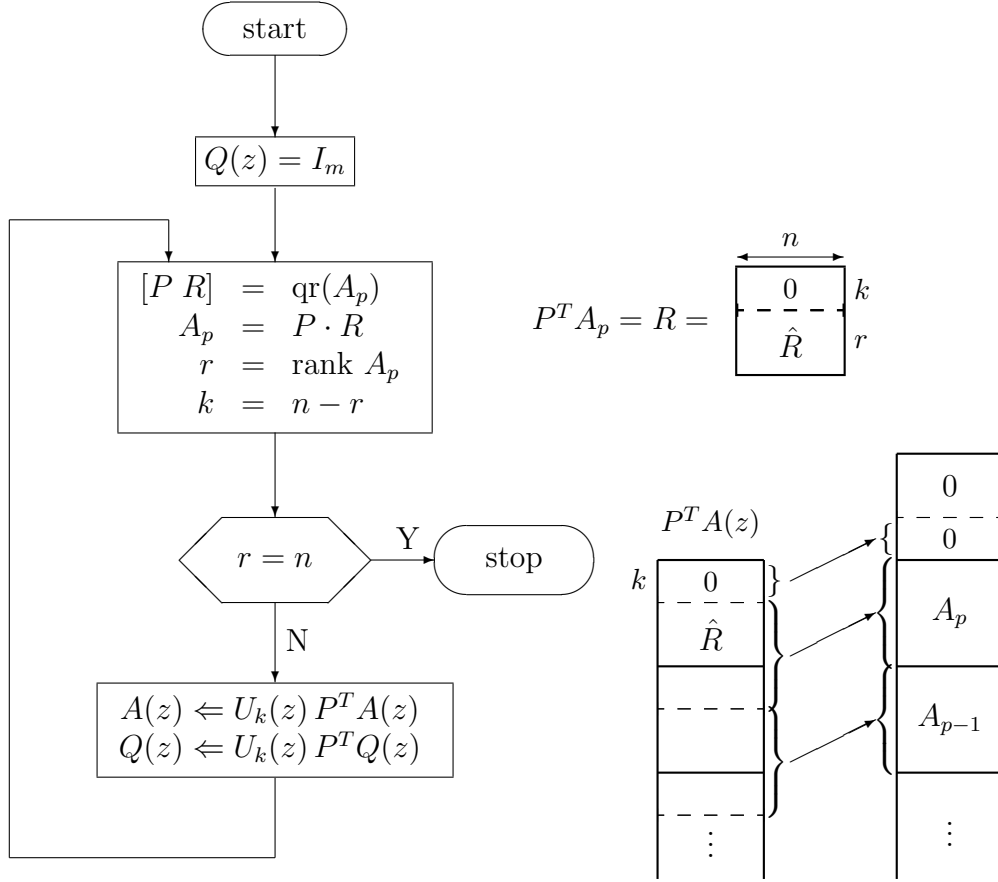 start
Q(z) = I_m
[P R] = qr(A_p)
A_p = P · R
r = rank A_p
k = n − r
r = n
Y
stop
N
A(z) ⇐ U_k(z) P^T A(z)
Q(z) ⇐ U_k(z) P^T Q(z)
n
P^T A_p = R =
0
k
R̂
r
P^T A(z)
k
0
R̂
⋮
0
0
A_p
A_{p−1}
⋮